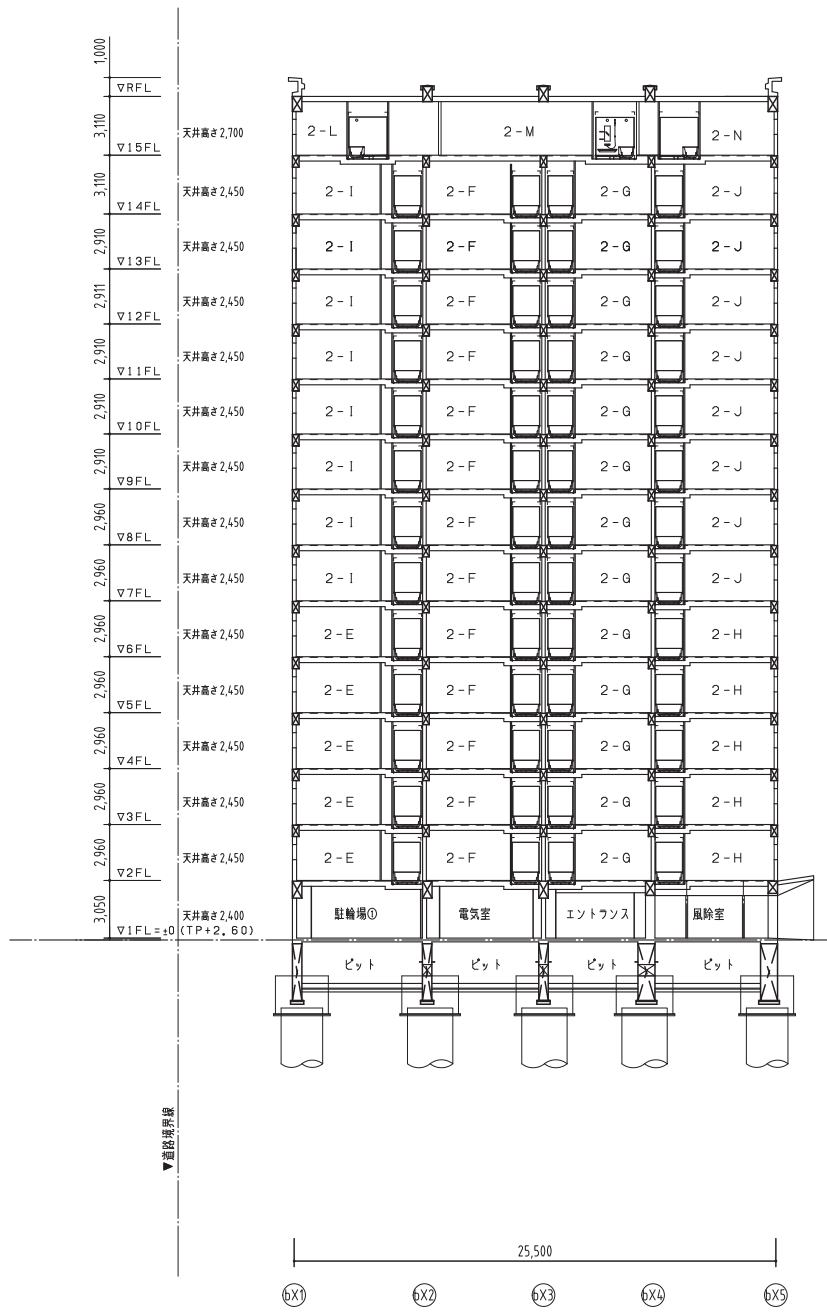 1,000
▽RFL
3,110
天井高さ2,700
2-L
2-M
2-N
▽15FL
3,110
天井高さ2,450
2-I
2-F
2-G
2-J
▽14FL
2,910
天井高さ2,450
2-I
2-F
2-G
2-J
▽13FL
2,911
天井高さ2,450
2-I
2-F
2-G
2-J
▽12FL
2,910
天井高さ2,450
2-I
2-F
2-G
2-J
▽11FL
2,910
天井高さ2,450
2-I
2-F
2-G
2-J
▽10FL
2,910
天井高さ2,450
2-I
2-F
2-G
2-J
▽9FL
2,960
天井高さ2,450
2-I
2-F
2-G
2-J
▽8FL
2,960
天井高さ2,450
2-I
2-F
2-G
2-J
▽7FL
2,960
天井高さ2,450
2-E
2-F
2-G
2-H
▽6FL
2,960
天井高さ2,450
2-E
2-F
2-G
2-H
▽5FL
2,960
天井高さ2,450
2-E
2-F
2-G
2-H
▽4FL
2,960
天井高さ2,450
2-E
2-F
2-G
2-H
▽3FL
2,960
天井高さ2,450
2-E
2-F
2-G
2-H
▽2FL
3,050
天井高さ2,400
駐輪場①
電気室
エントランス
風除室
▽1FL=±0(TP+2,60)
ピット
ピット
ピット
ピット
▼道路境界線
25,500
bX1
bX2
bX3
bX4
bX5